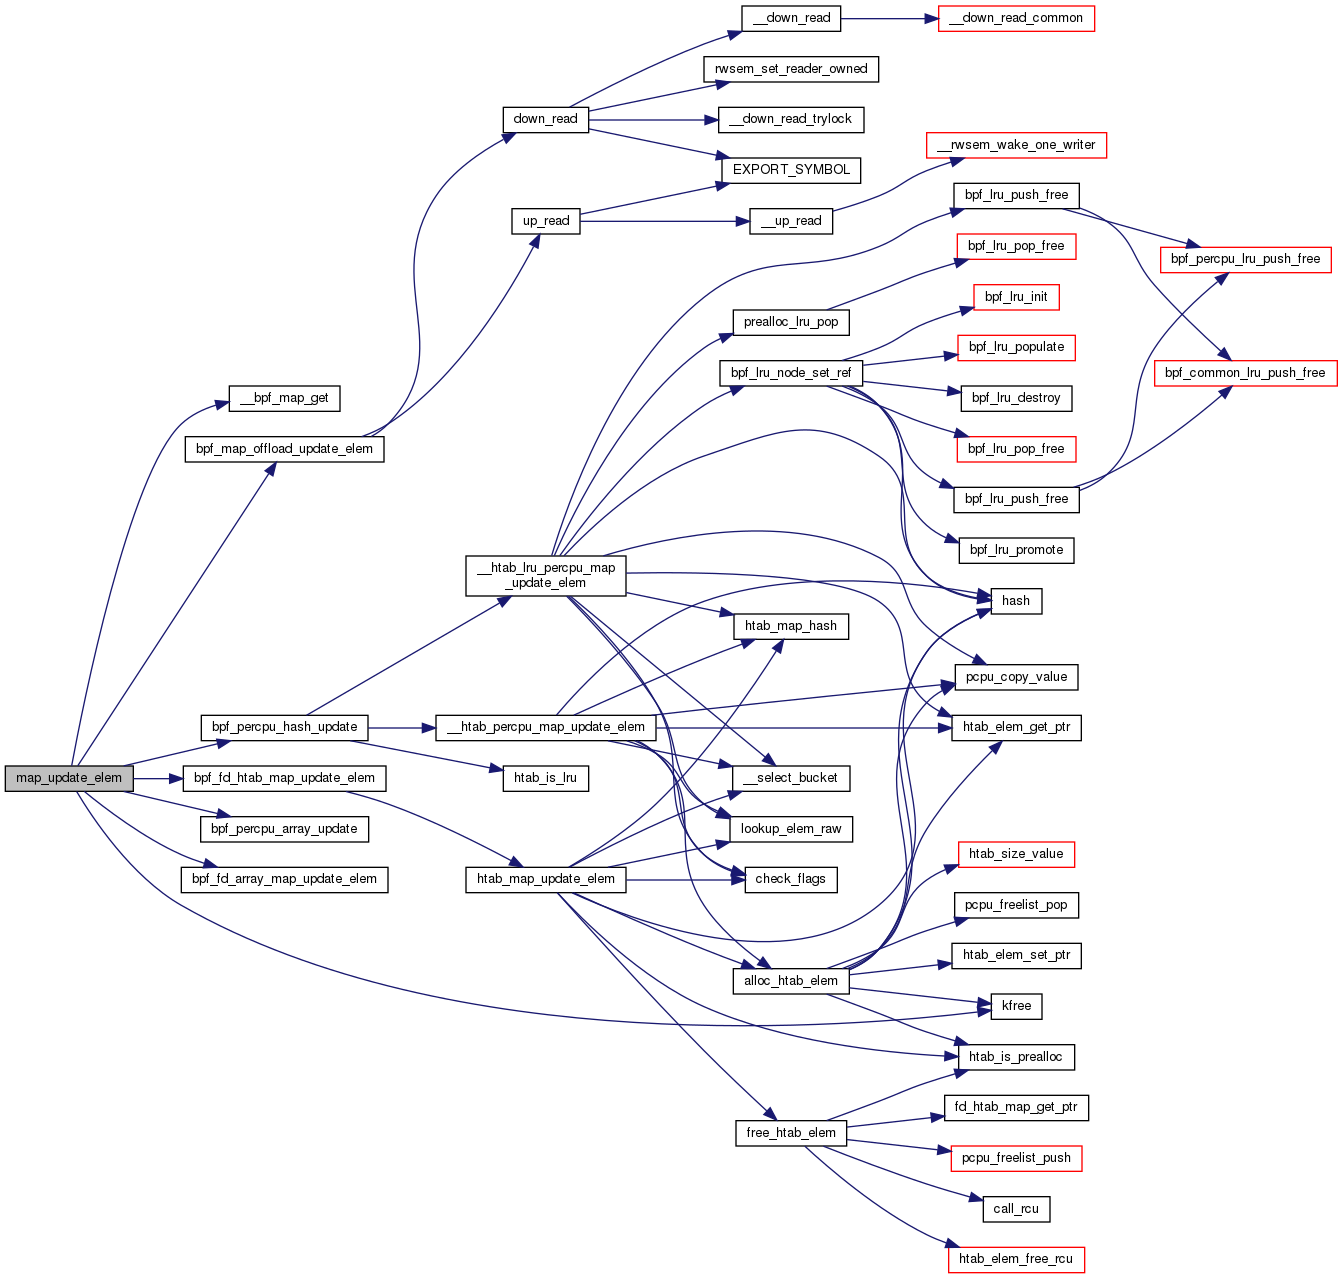 __down_read
__down_read_common
rwsem_set_reader_owned
down_read
__down_read_trylock
__rwsem_wake_one_writer
EXPORT_SYMBOL
bpf_lru_push_free
up_read
__up_read
bpf_lru_pop_free
bpf_percpu_lru_push_free
bpf_lru_init
prealloc_lru_pop
bpf_lru_populate
bpf_lru_node_set_ref
bpf_common_lru_push_free
__bpf_map_get
bpf_lru_destroy
bpf_map_offload_update_elem
bpf_lru_pop_free
bpf_lru_push_free
bpf_lru_promote
__htab_lru_percpu_map
_update_elem
hash
htab_map_hash
pcpu_copy_value
bpf_percpu_hash_update
__htab_percpu_map_update_elem
htab_elem_get_ptr
map_update_elem
bpf_fd_htab_map_update_elem
htab_is_lru
__select_bucket
bpf_percpu_array_update
lookup_elem_raw
htab_size_value
bpf_fd_array_map_update_elem
htab_map_update_elem
check_flags
pcpu_freelist_pop
htab_elem_set_ptr
alloc_htab_elem
kfree
htab_is_prealloc
fd_htab_map_get_ptr
free_htab_elem
pcpu_freelist_push
call_rcu
htab_elem_free_rcu